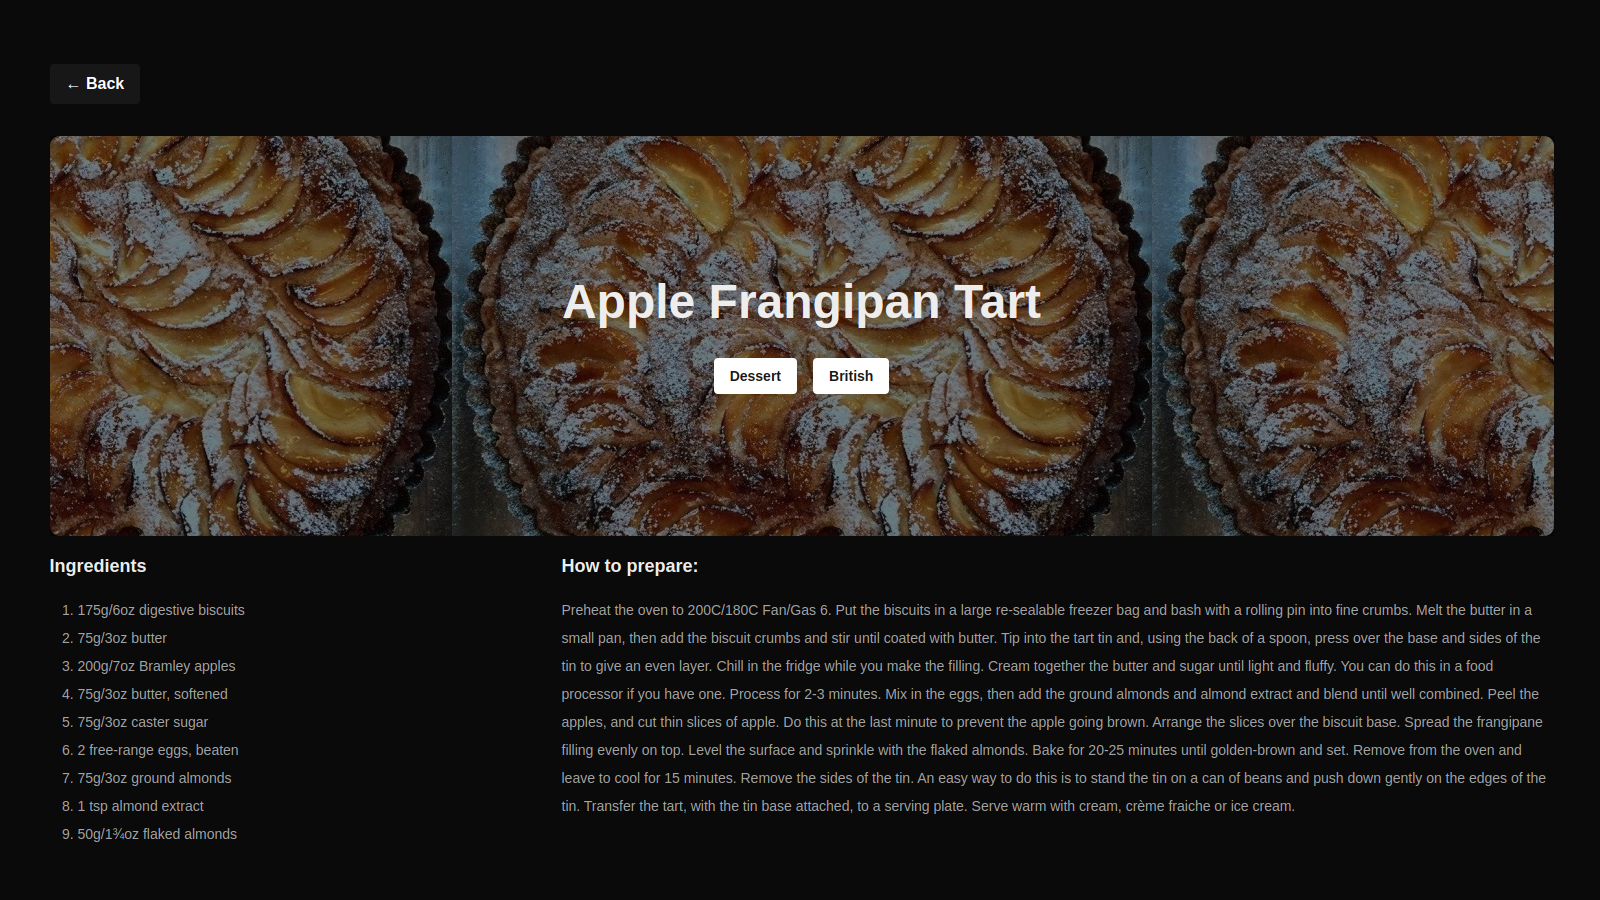 ← Back
Apple Frangipan Tart
Dessert
British
Ingredients
1. 175g/6oz digestive biscuits
2. 75g/3oz butter
3. 200g/7oz Bramley apples
4. 75g/3oz butter, softened
5. 75g/3oz caster sugar
6. 2 free-range eggs, beaten
7. 75g/3oz ground almonds
8. 1 tsp almond extract
9. 50g/1¾oz flaked almonds
How to prepare:
Preheat the oven to 200C/180C Fan/Gas 6. Put the biscuits in a large re-sealable freezer bag and bash with a rolling pin into fine crumbs. Melt the butter in a
small pan, then add the biscuit crumbs and stir until coated with butter. Tip into the tart tin and, using the back of a spoon, press over the base and sides of the
tin to give an even layer. Chill in the fridge while you make the filling. Cream together the butter and sugar until light and fluffy. You can do this in a food
processor if you have one. Process for 2-3 minutes. Mix in the eggs, then add the ground almonds and almond extract and blend until well combined. Peel the
apples, and cut thin slices of apple. Do this at the last minute to prevent the apple going brown. Arrange the slices over the biscuit base. Spread the frangipane
filling evenly on top. Level the surface and sprinkle with the flaked almonds. Bake for 20-25 minutes until golden-brown and set. Remove from the oven and
leave to cool for 15 minutes. Remove the sides of the tin. An easy way to do this is to stand the tin on a can of beans and push down gently on the edges of the
tin. Transfer the tart, with the tin base attached, to a serving plate. Serve warm with cream, crème fraiche or ice cream.